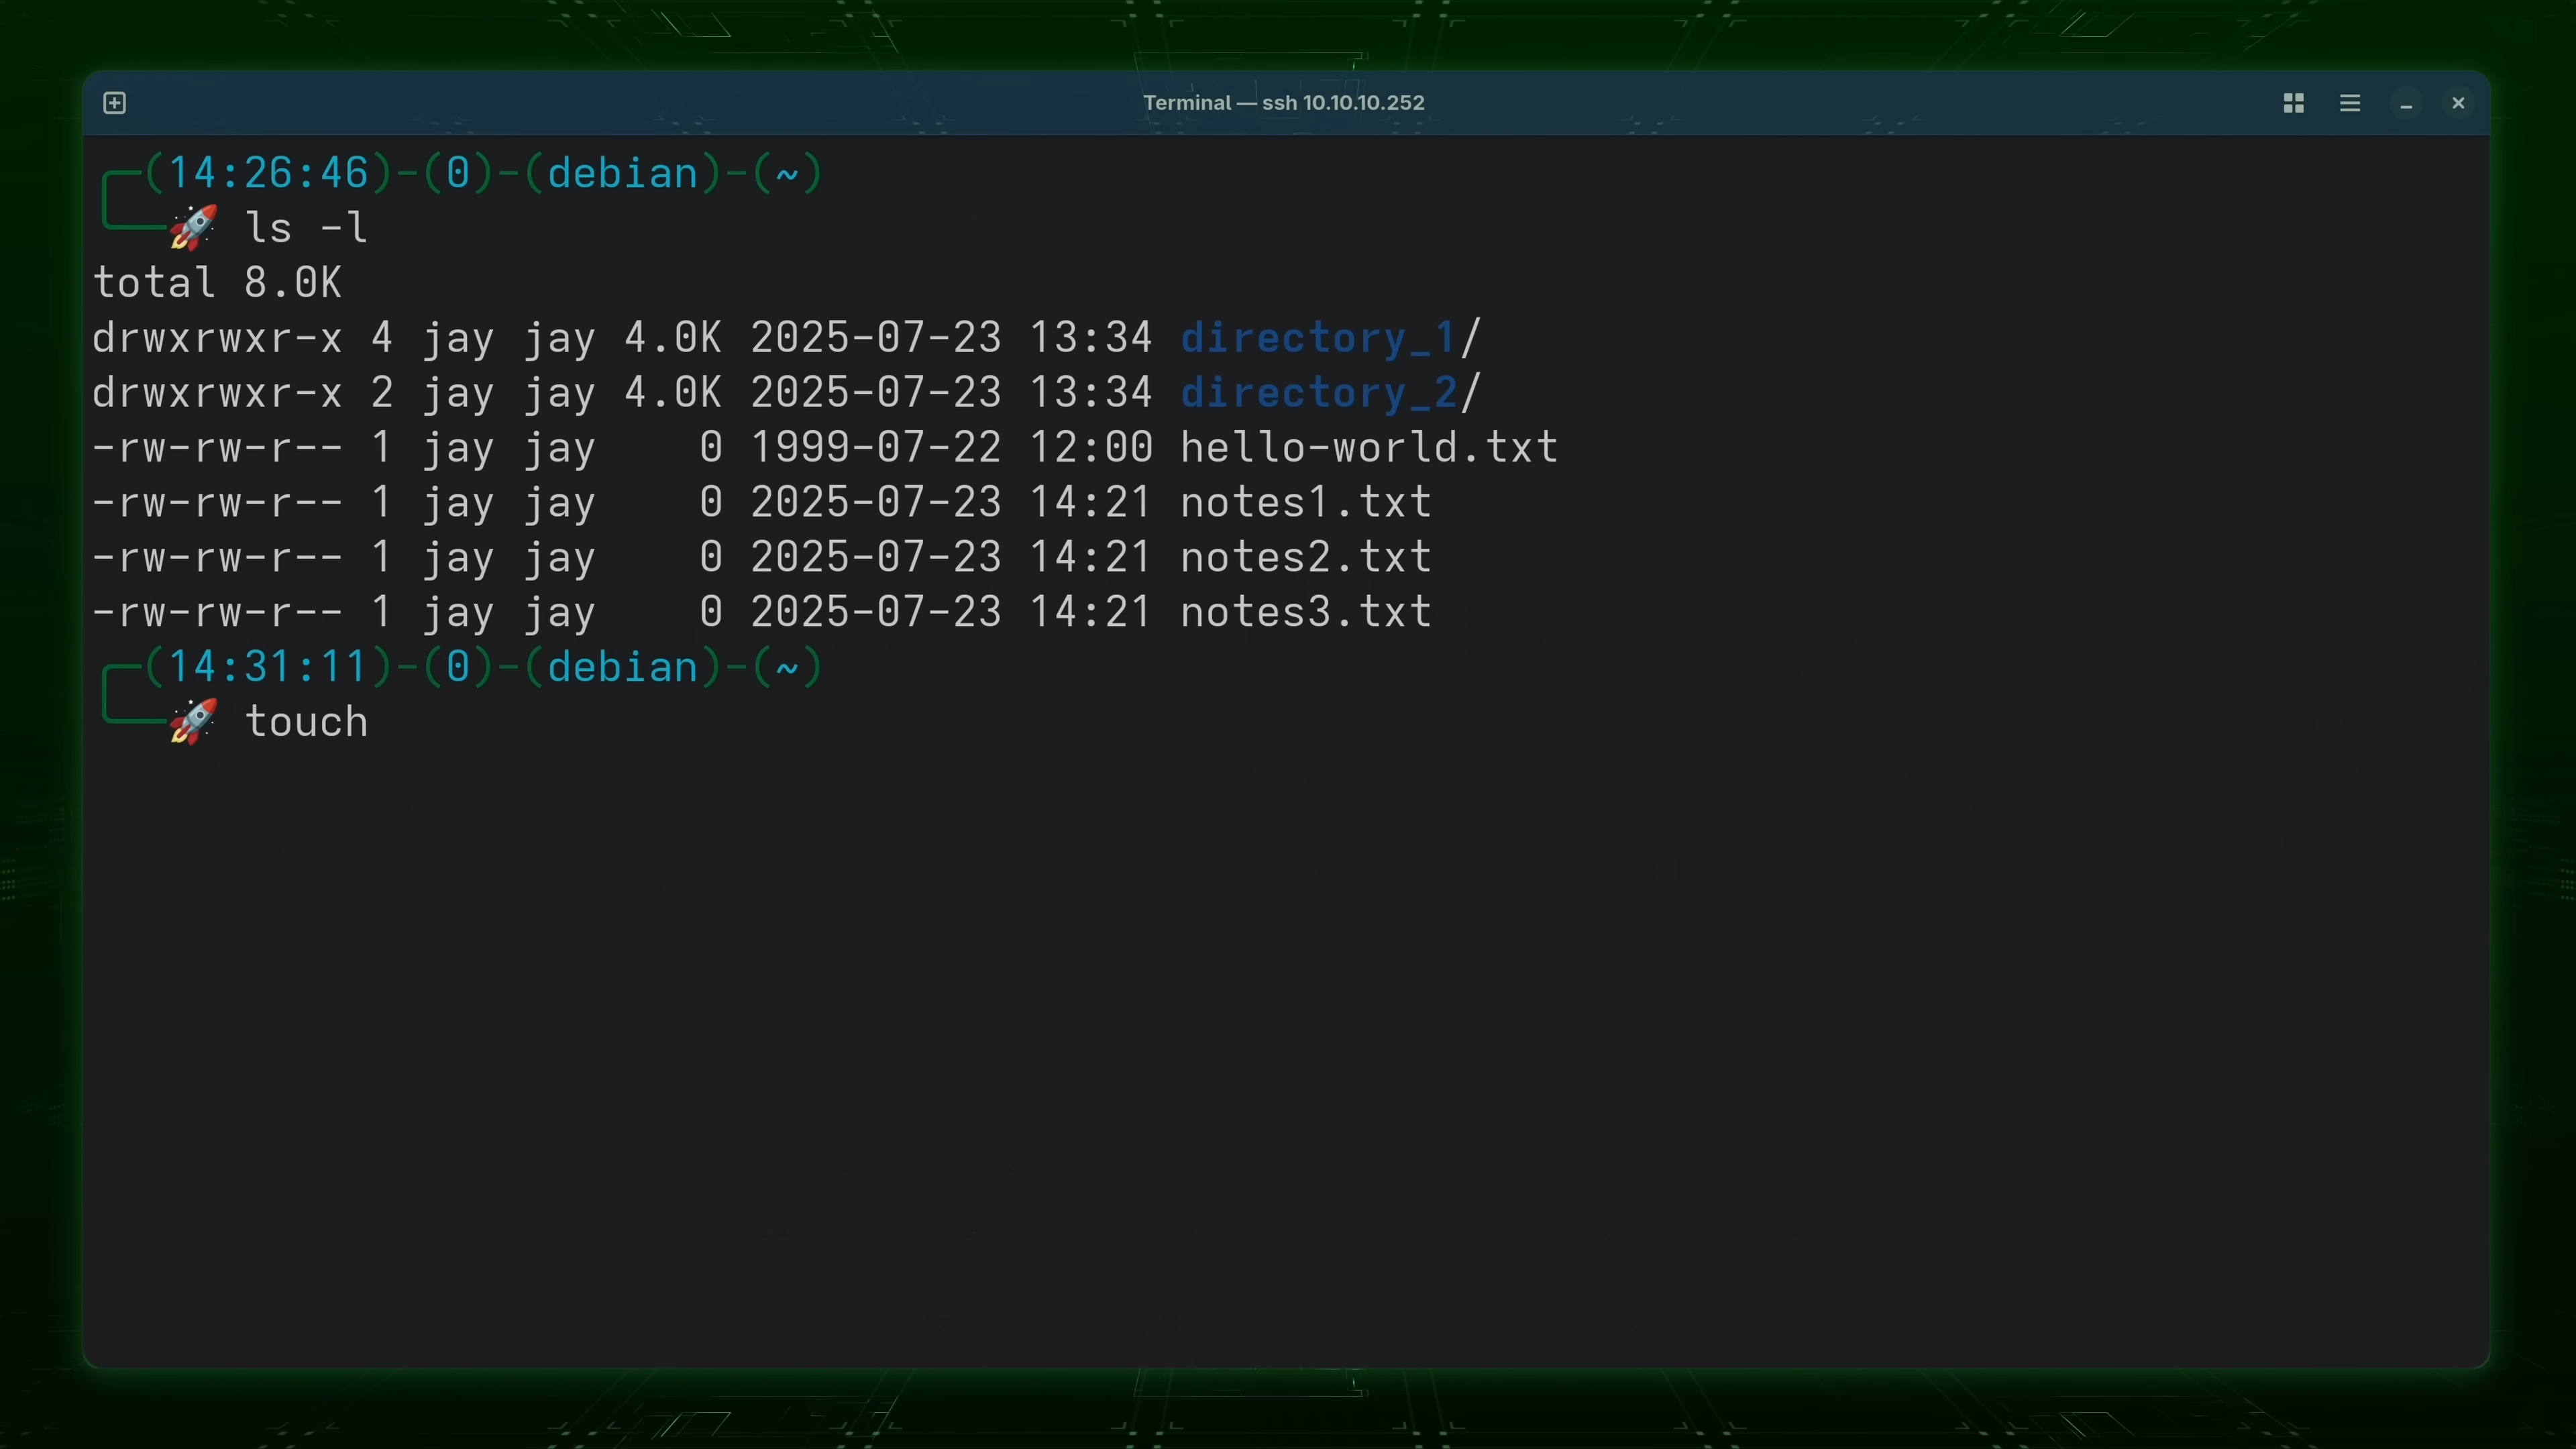 Terminal — ssh 10.10.10.252
(14:26:46)-(0)-(debian)-(~)
🚀 ls -l
total 8.0K
drwxrwxr-x 4 jay jay 4.0K 2025-07-23 13:34 directory_1/
drwxrwxr-x 2 jay jay 4.0K 2025-07-23 13:34 directory_2/
-rw-rw-r-- 1 jay jay    0 1999-07-22 12:00 hello-world.txt
-rw-rw-r-- 1 jay jay    0 2025-07-23 14:21 notes1.txt
-rw-rw-r-- 1 jay jay    0 2025-07-23 14:21 notes2.txt
-rw-rw-r-- 1 jay jay    0 2025-07-23 14:21 notes3.txt
(14:31:11)-(0)-(debian)-(~)
🚀 touch